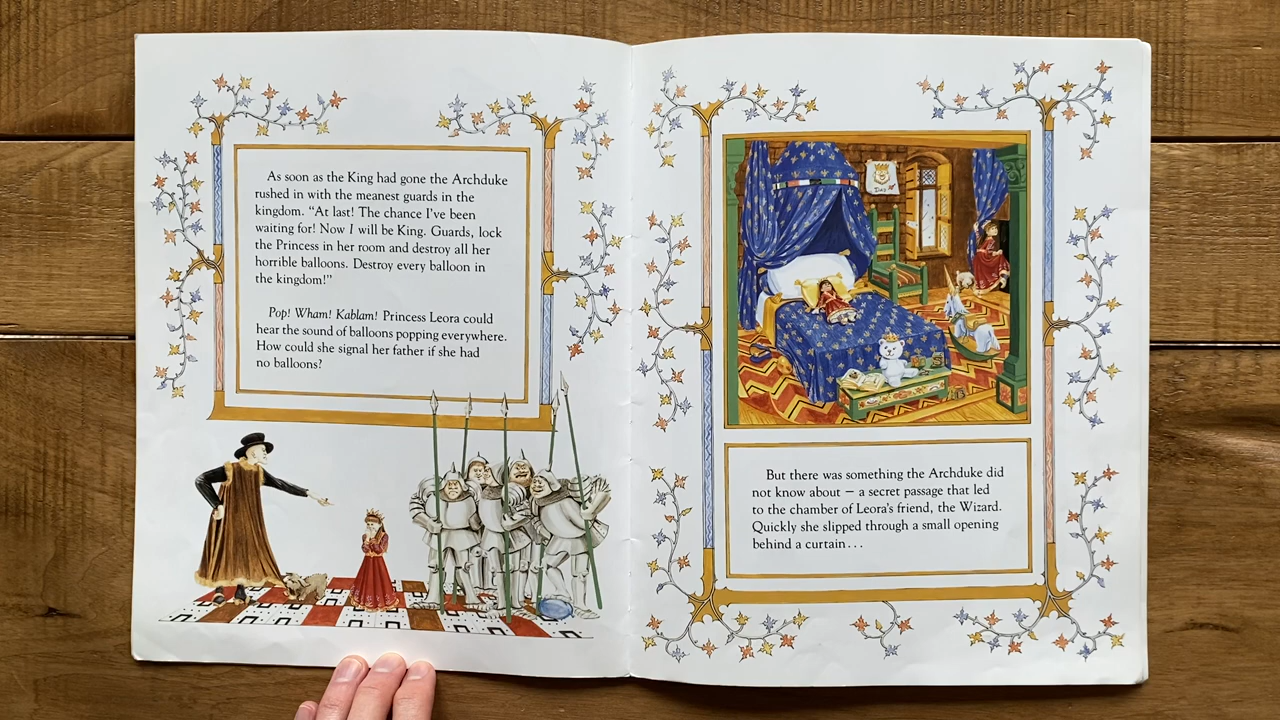 As soon as the King had gone the Archduke
rushed in with the meanest guards in the
kingdom. “At last! The chance I’ve been
waiting for! Now I will be King. Guards, lock
the Princess in her room and destroy all her
horrible balloons. Destroy every balloon in
the kingdom!”
Pop! Wham! Kablam! Princess Leora could
hear the sound of balloons popping everywhere.
How could she signal her father if she had
no balloons?
But there was something the Archduke did
not know about — a secret passage that led
to the chamber of Leora’s friend, the Wizard.
Quickly she slipped through a small opening
behind a curtain . . .